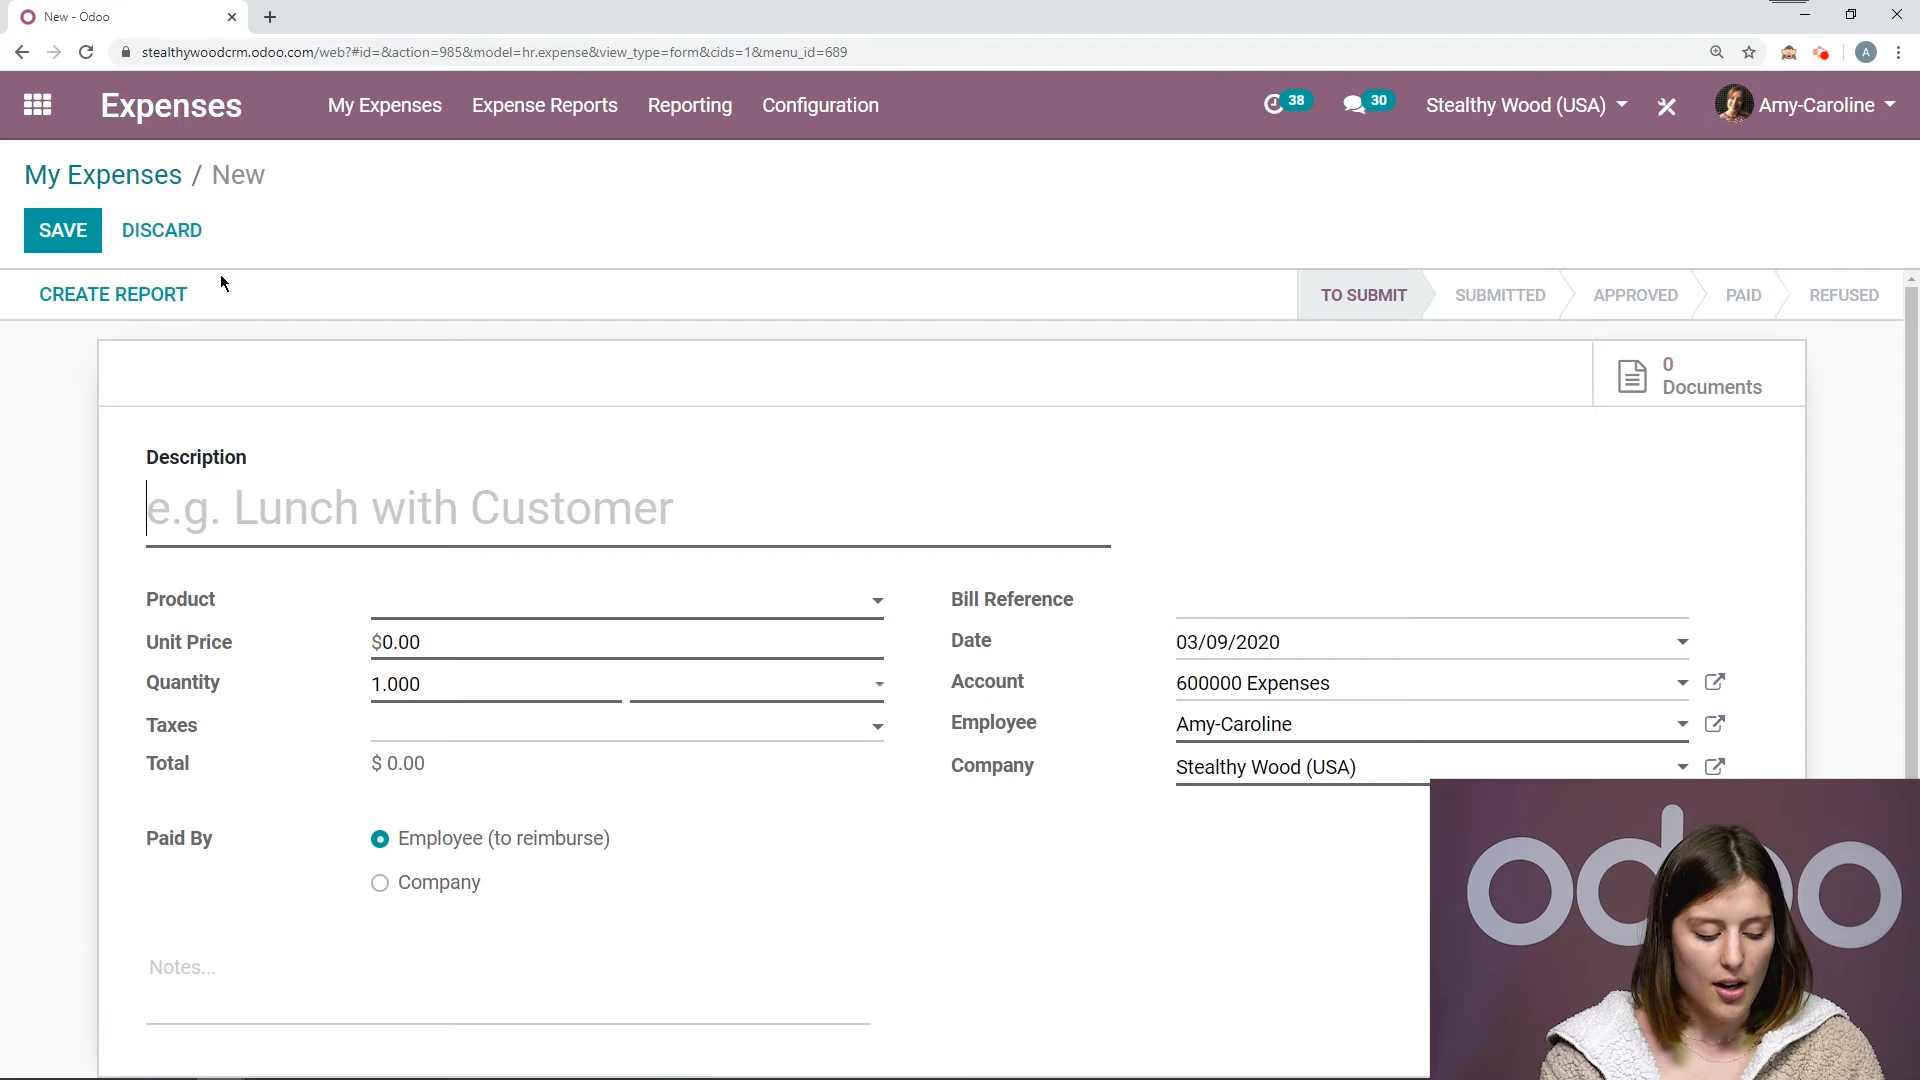 New - Odoo
stealthywoodcrm.odoo.com/web?#id=&action=985&model=hr.expense&view_type=form&cids=1&menu_id=689
A
Expenses
My Expenses
Expense Reports
Reporting
Configuration
38
30
Stealthy Wood (USA)
Amy-Caroline
My Expenses / New
SAVE
DISCARD
CREATE REPORT
TO SUBMIT
SUBMITTED
APPROVED
PAID
REFUSED
0
Documents
Description
e.g. Lunch with Customer
Product
Unit Price
$0.00
Quantity
1.000
Taxes
Total
$ 0.00
Bill Reference
Date
03/09/2020
Account
600000 Expenses
Employee
Amy-Caroline
Company
Stealthy Wood (USA)
Paid By
Employee (to reimburse)
Company
Notes...
odoo